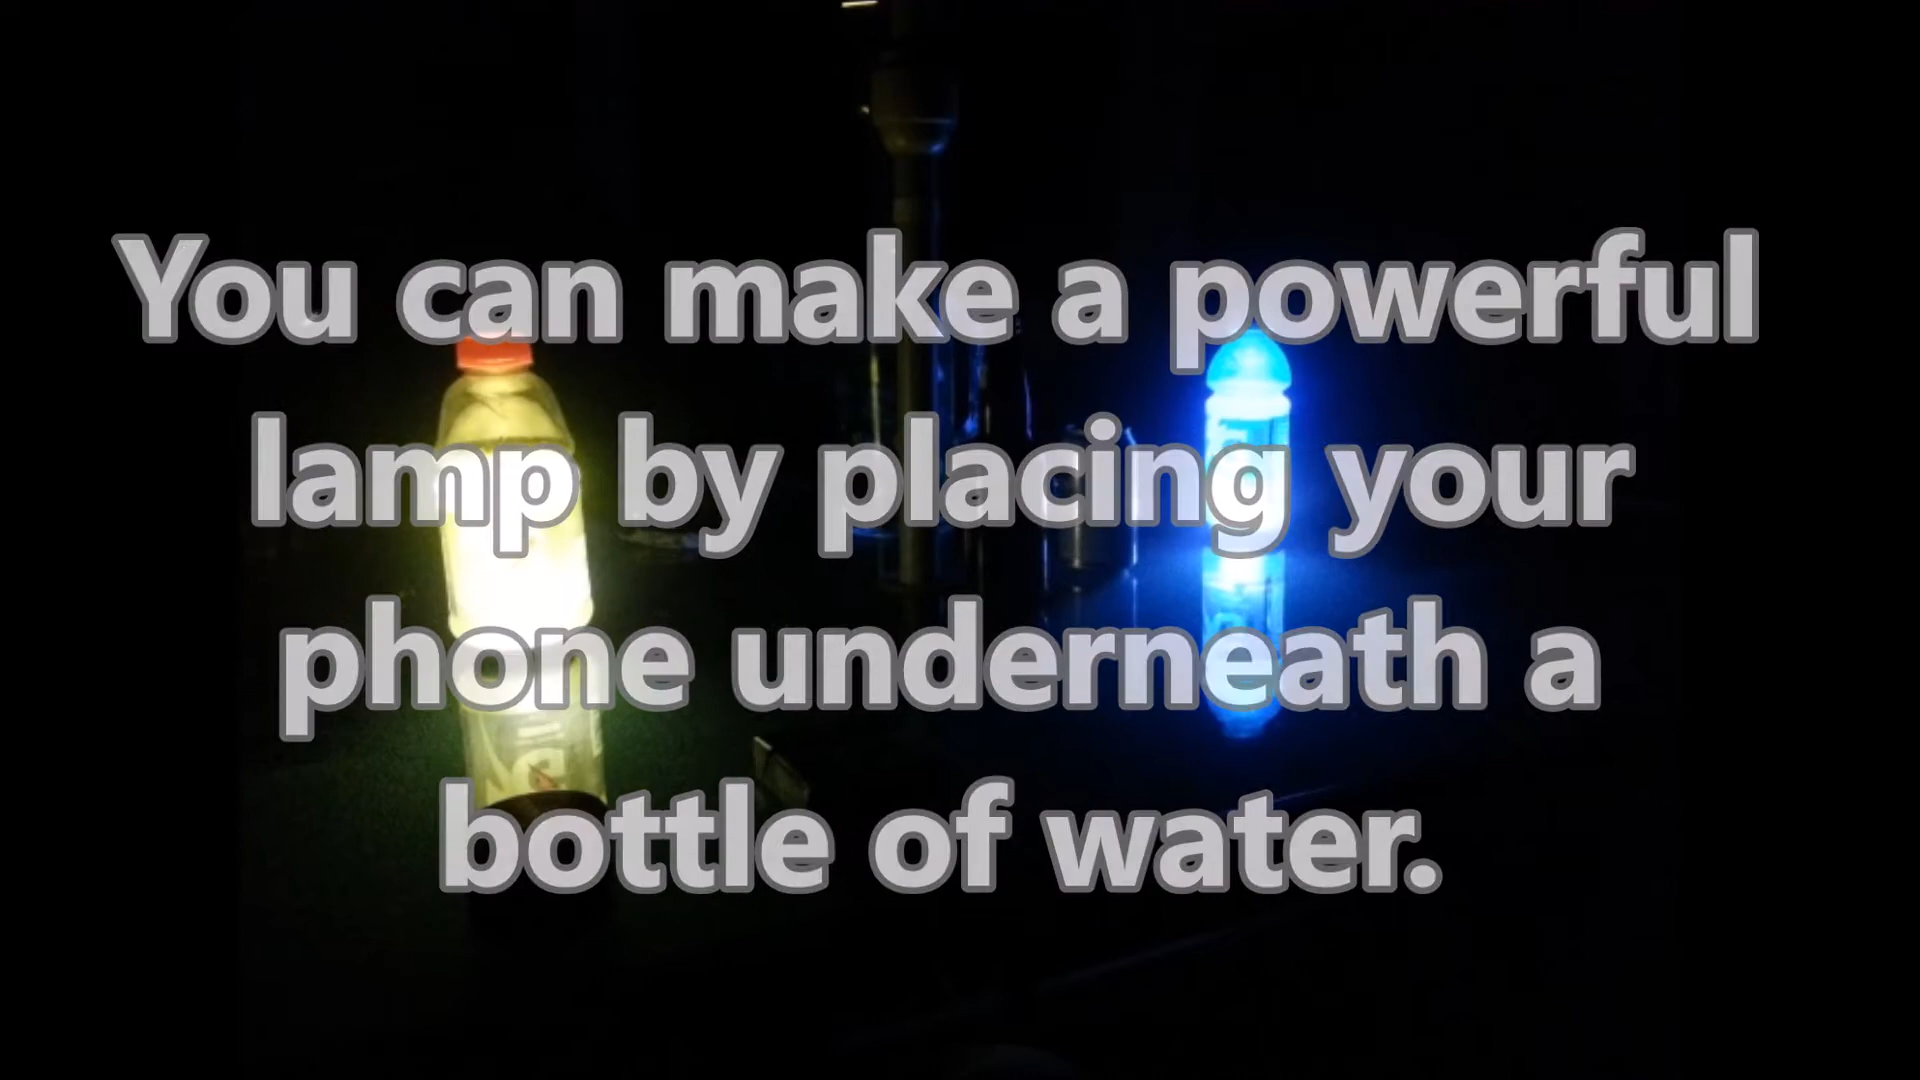 You can make a powerful
lamp by placing your
phone underneath a
bottle of water.